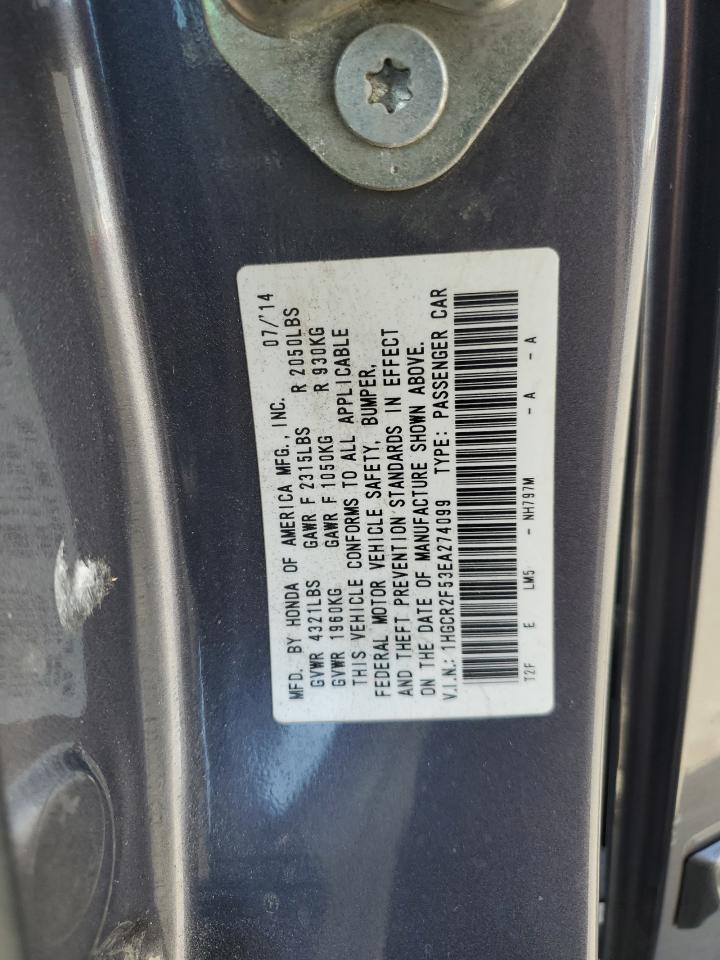 MFD. BY HONDA OF AMERICA MFG., INC. 07/'14
GVWR 4321LBS GAWR F 2315LBS R 2050LBS
GVWR 1960KG GAWR F 1050KG R 930KG
THIS VEHICLE CONFORMS TO ALL APPLICABLE
FEDERAL MOTOR VEHICLE SAFETY, BUMPER,
AND THEFT PREVENTION STANDARDS IN EFFECT
ON THE DATE OF MANUFACTURE SHOWN ABOVE.
V.I.N.: 1HGCR2F53EA274099 TYPE: PASSENGER CAR
T2F E LM5 - NH797M - A - A